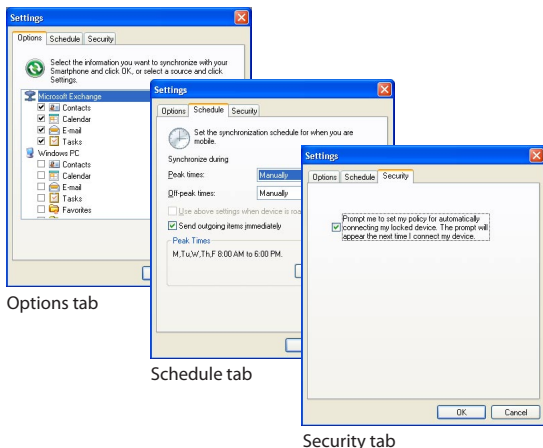 Settings
Options Schedule Security
Select the information you want to synchronize with your
Smartphone and click OK, or select a source and click
Settings.
Microsoft Exchange
Contacts
Calendar
E-mail
Tasks
Windows PC
Contacts
Calendar
E-mail
Tasks
Favorites
Options tab
Settings
Options Schedule Security
Set the synchronization schedule for when you are
mobile.
Synchronize during
Peak times: Manually
Off-peak times: Manually
Use above settings when device is roa
Send outgoing items immediately
Peak Times
M,Tu,W,Th,F 8:00 AM to 6:00 PM.
Schedule tab
Settings
Options Schedule Security
Prompt me to set my policy for automatically
connecting my locked device. The prompt will
appear the next time I connect my device.
OK Cancel
Security tab